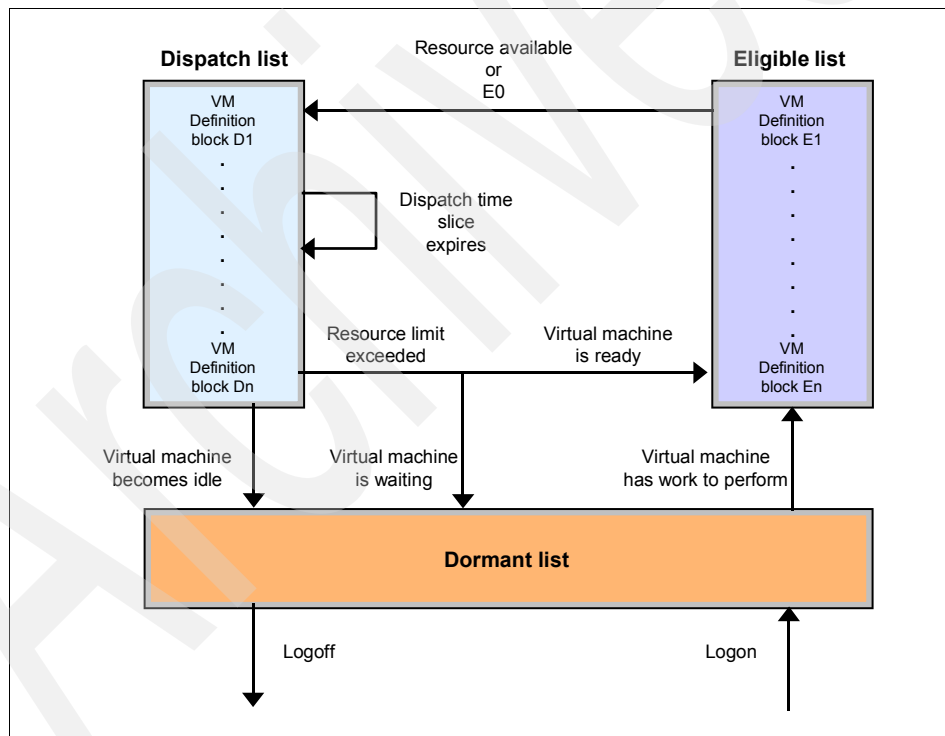 Dispatch list
Resource available
or
E0
Eligible list
VM
Definition
block D1
VM
Definition
block E1
Dispatch time
slice
expires
Resource limit
exceeded
Virtual machine
is ready
VM
Definition
block Dn
VM
Definition
block En
Virtual machine
becomes idle
Virtual machine
is waiting
Virtual machine
has work to perform
Dormant list
Logoff
Logon